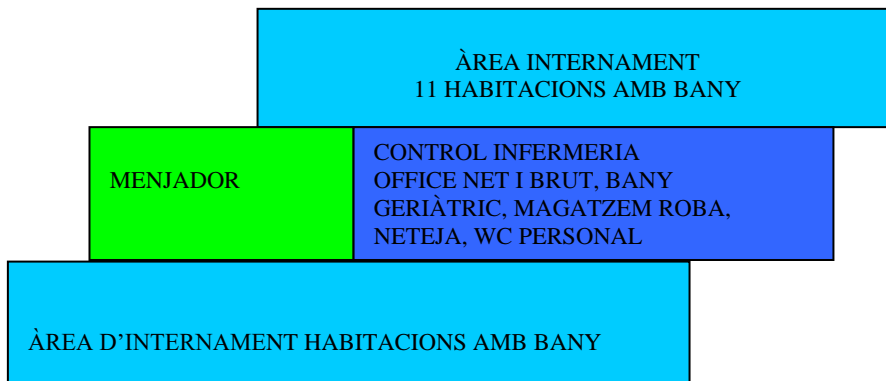 ÀREA INTERNAMENT
11 HABITACIONS AMB BANY
MENJADOR
CONTROL INFERMERIA
OFFICE NET I BRUT, BANY
GERIÀTRIC, MAGATZEM ROBA,
NETEJA, WC PERSONAL
ÀREA D’INTERNAMENT HABITACIONS AMB BANY